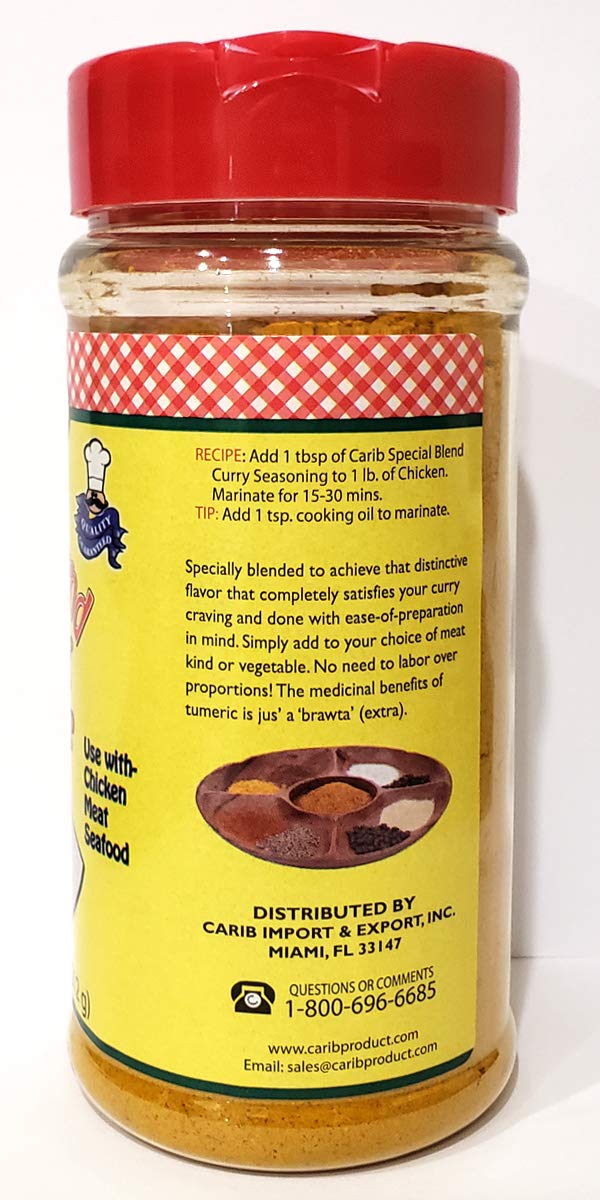 RECIPE: Add 1 tbsp of Carib Special Blend
Curry Seasoning to 1 lb. of Chicken.
Marinate for 15-30 mins.
TIP: Add 1 tsp. cooking oil to marinate.
QUALITY
Specially blended to achieve that distinctive
flavor that completely satisfies your curry
craving and done with ease-of-preparation
in mind. Simply add to your choice of meat
kind or vegetable. No need to labor over
proportions! The medicinal benefits of
tumeric is jus' a 'brawta' (extra).
Use with-
Chicken
Meat
Seafood
DISTRIBUTED BY
CARIB IMPORT & EXPORT, INC.
MIAMI, FL 33147
QUESTIONS OR COMMENTS
1-800-696-6685
www.caribproduct.com
Email: sales@caribproduct.com